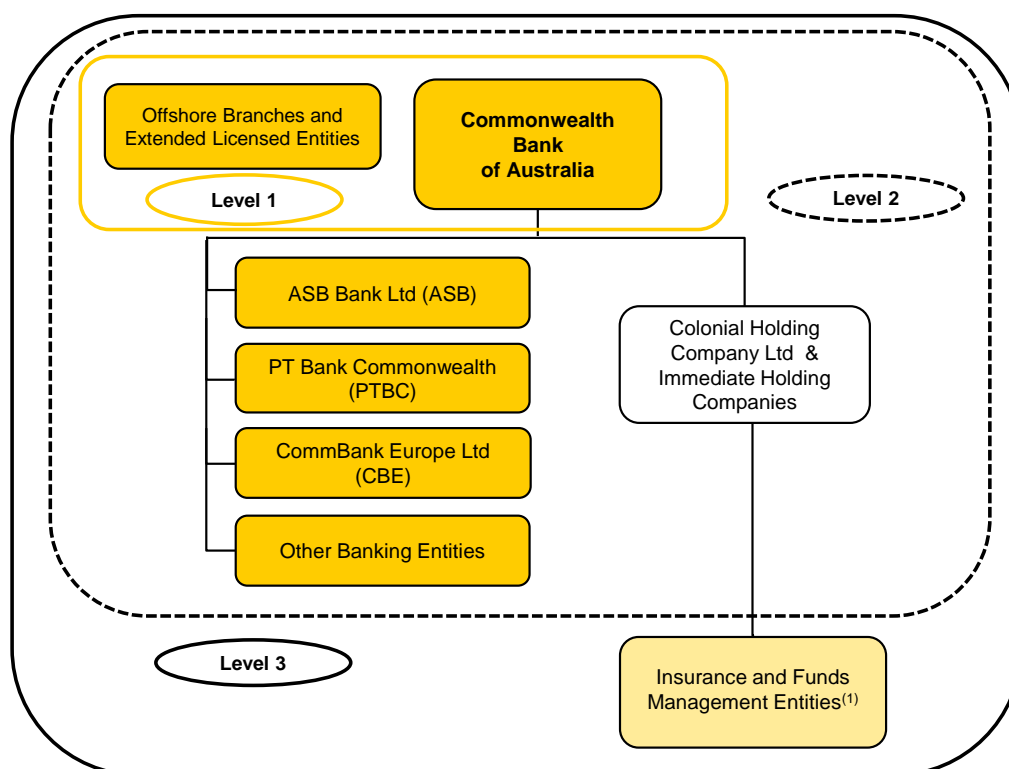 Offshore Branches and
Extended Licensed Entities
Commonwealth
Bank
of Australia
Level 1
Level 2
ASB Bank Ltd (ASB)
PT Bank Commonwealth
(PTBC)
CommBank Europe Ltd
(CBE)
Other Banking Entities
Colonial Holding
Company Ltd &
Immediate Holding
Companies
Level 3
Insurance and Funds
Management Entities(1)